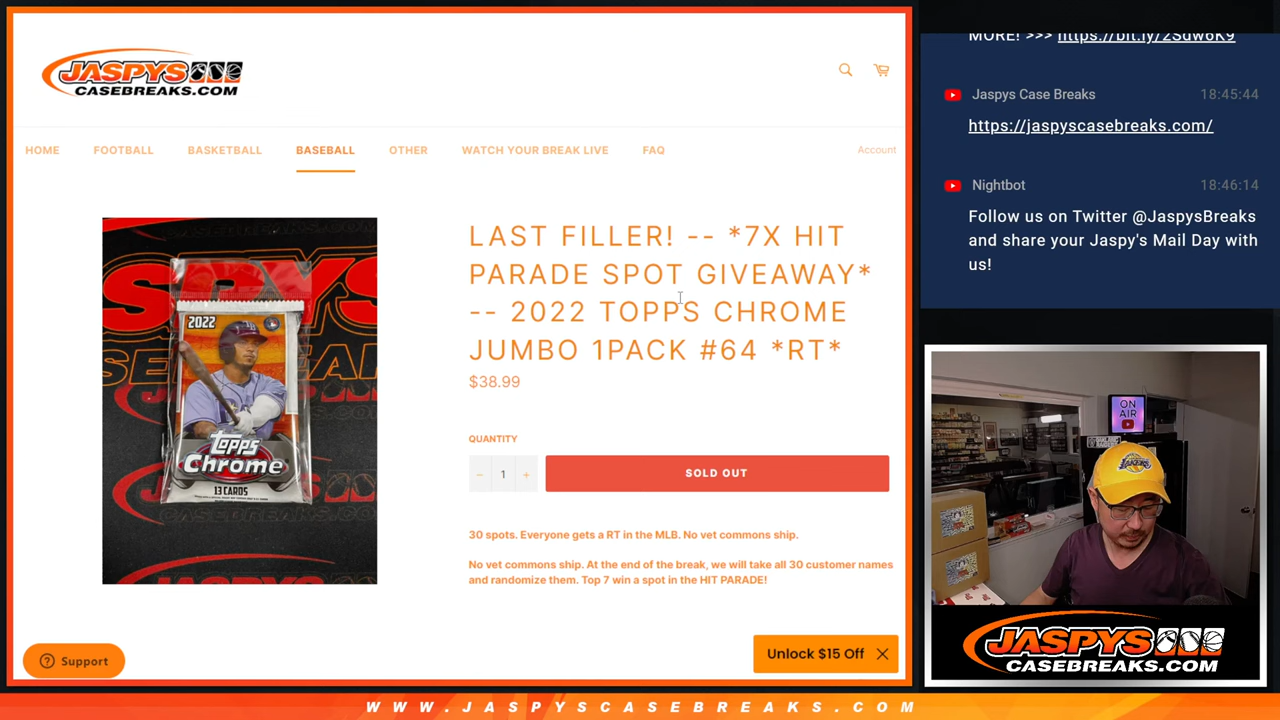 JASPYS
CASEBREAKS.COM
HOME
FOOTBALL
BASKETBALL
BASEBALL
OTHER
WATCH YOUR BREAK LIVE
FAQ
Account
2022
Topps
Chrome
13 CARDS
LAST FILLER! -- *7X HIT
PARADE SPOT GIVEAWAY*
-- 2022 TOPPS CHROME
JUMBO 1PACK #64 *RT*
$38.99
QUANTITY
− 1 +
SOLD OUT
30 spots. Everyone gets a RT in the MLB. No vet commons ship.
No vet commons ship. At the end of the break, we will take all 30 customer names
and randomize them. Top 7 win a spot in the HIT PARADE!
Support
Unlock $15 Off
MORE! >>> https://bit.ly/2Sdw6K9
Jaspys Case Breaks 18:45:44
https://jaspyscasebreaks.com/
Nightbot 18:46:14
Follow us on Twitter @JaspysBreaks
and share your Jaspy's Mail Day with
us!
ON
AIR
LAKERS
JASPYS
CASEBREAKS.COM
WWW.JASPYSCASEBREAKS.COM